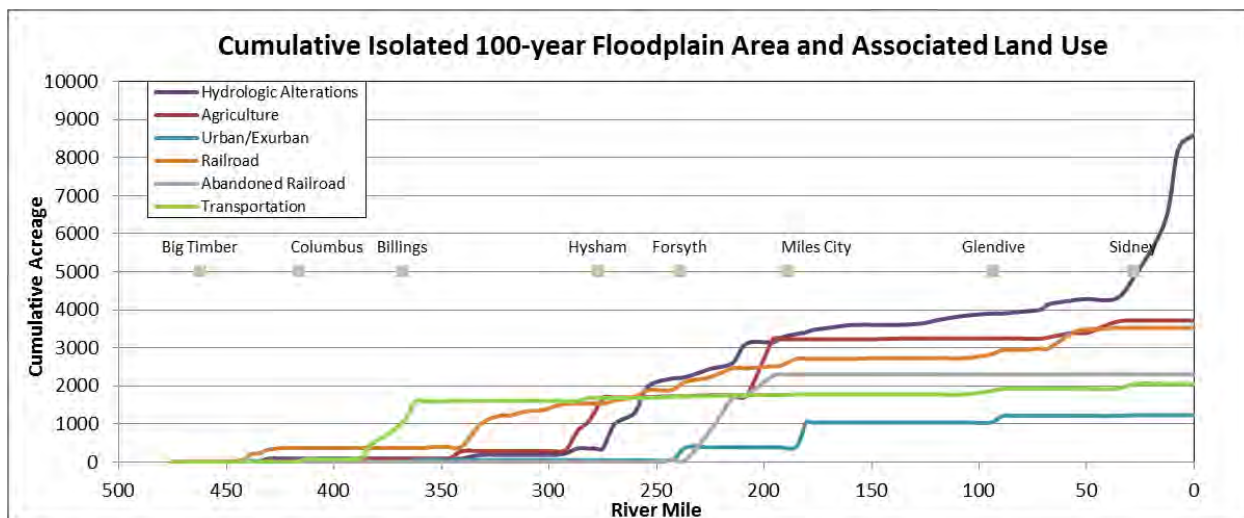 Cumulative Isolated 100-year Floodplain Area and Associated Land Use
10000
9000
8000
7000
6000
5000
4000
3000
2000
1000
0
Cumulative Acreage
Hydrologic Alterations
Agriculture
Urban/Exurban
Railroad
Abandoned Railroad
Transportation
Big Timber Columbus Billings Hysham Forsyth Miles City Glendive Sidney
500 450 400 350 300 250 200 150 100 50 0
River Mile